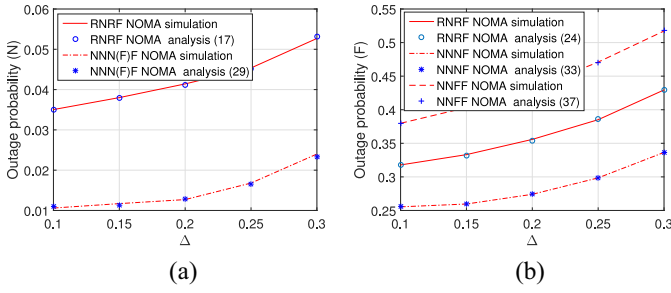 Outage probability (N)
0.06
0.05
0.04
0.03
0.02
0.01
RNRF NOMA simulation
RNRF NOMA analysis (17)
NNN(F)F NOMA simulation
NNN(F)F NOMA analysis (29)
0.1 0.15 0.2 0.25 0.3
Δ
(a)
Outage probability (F)
0.55
0.5
0.45
0.4
0.35
0.3
0.25
RNRF NOMA simulation
RNRF NOMA analysis (24)
NNNF NOMA simulation
NNNF NOMA analysis (33)
NNFF NOMA simulation
NNFF NOMA analysis (37)
0.1 0.15 0.2 0.25 0.3
Δ
(b)